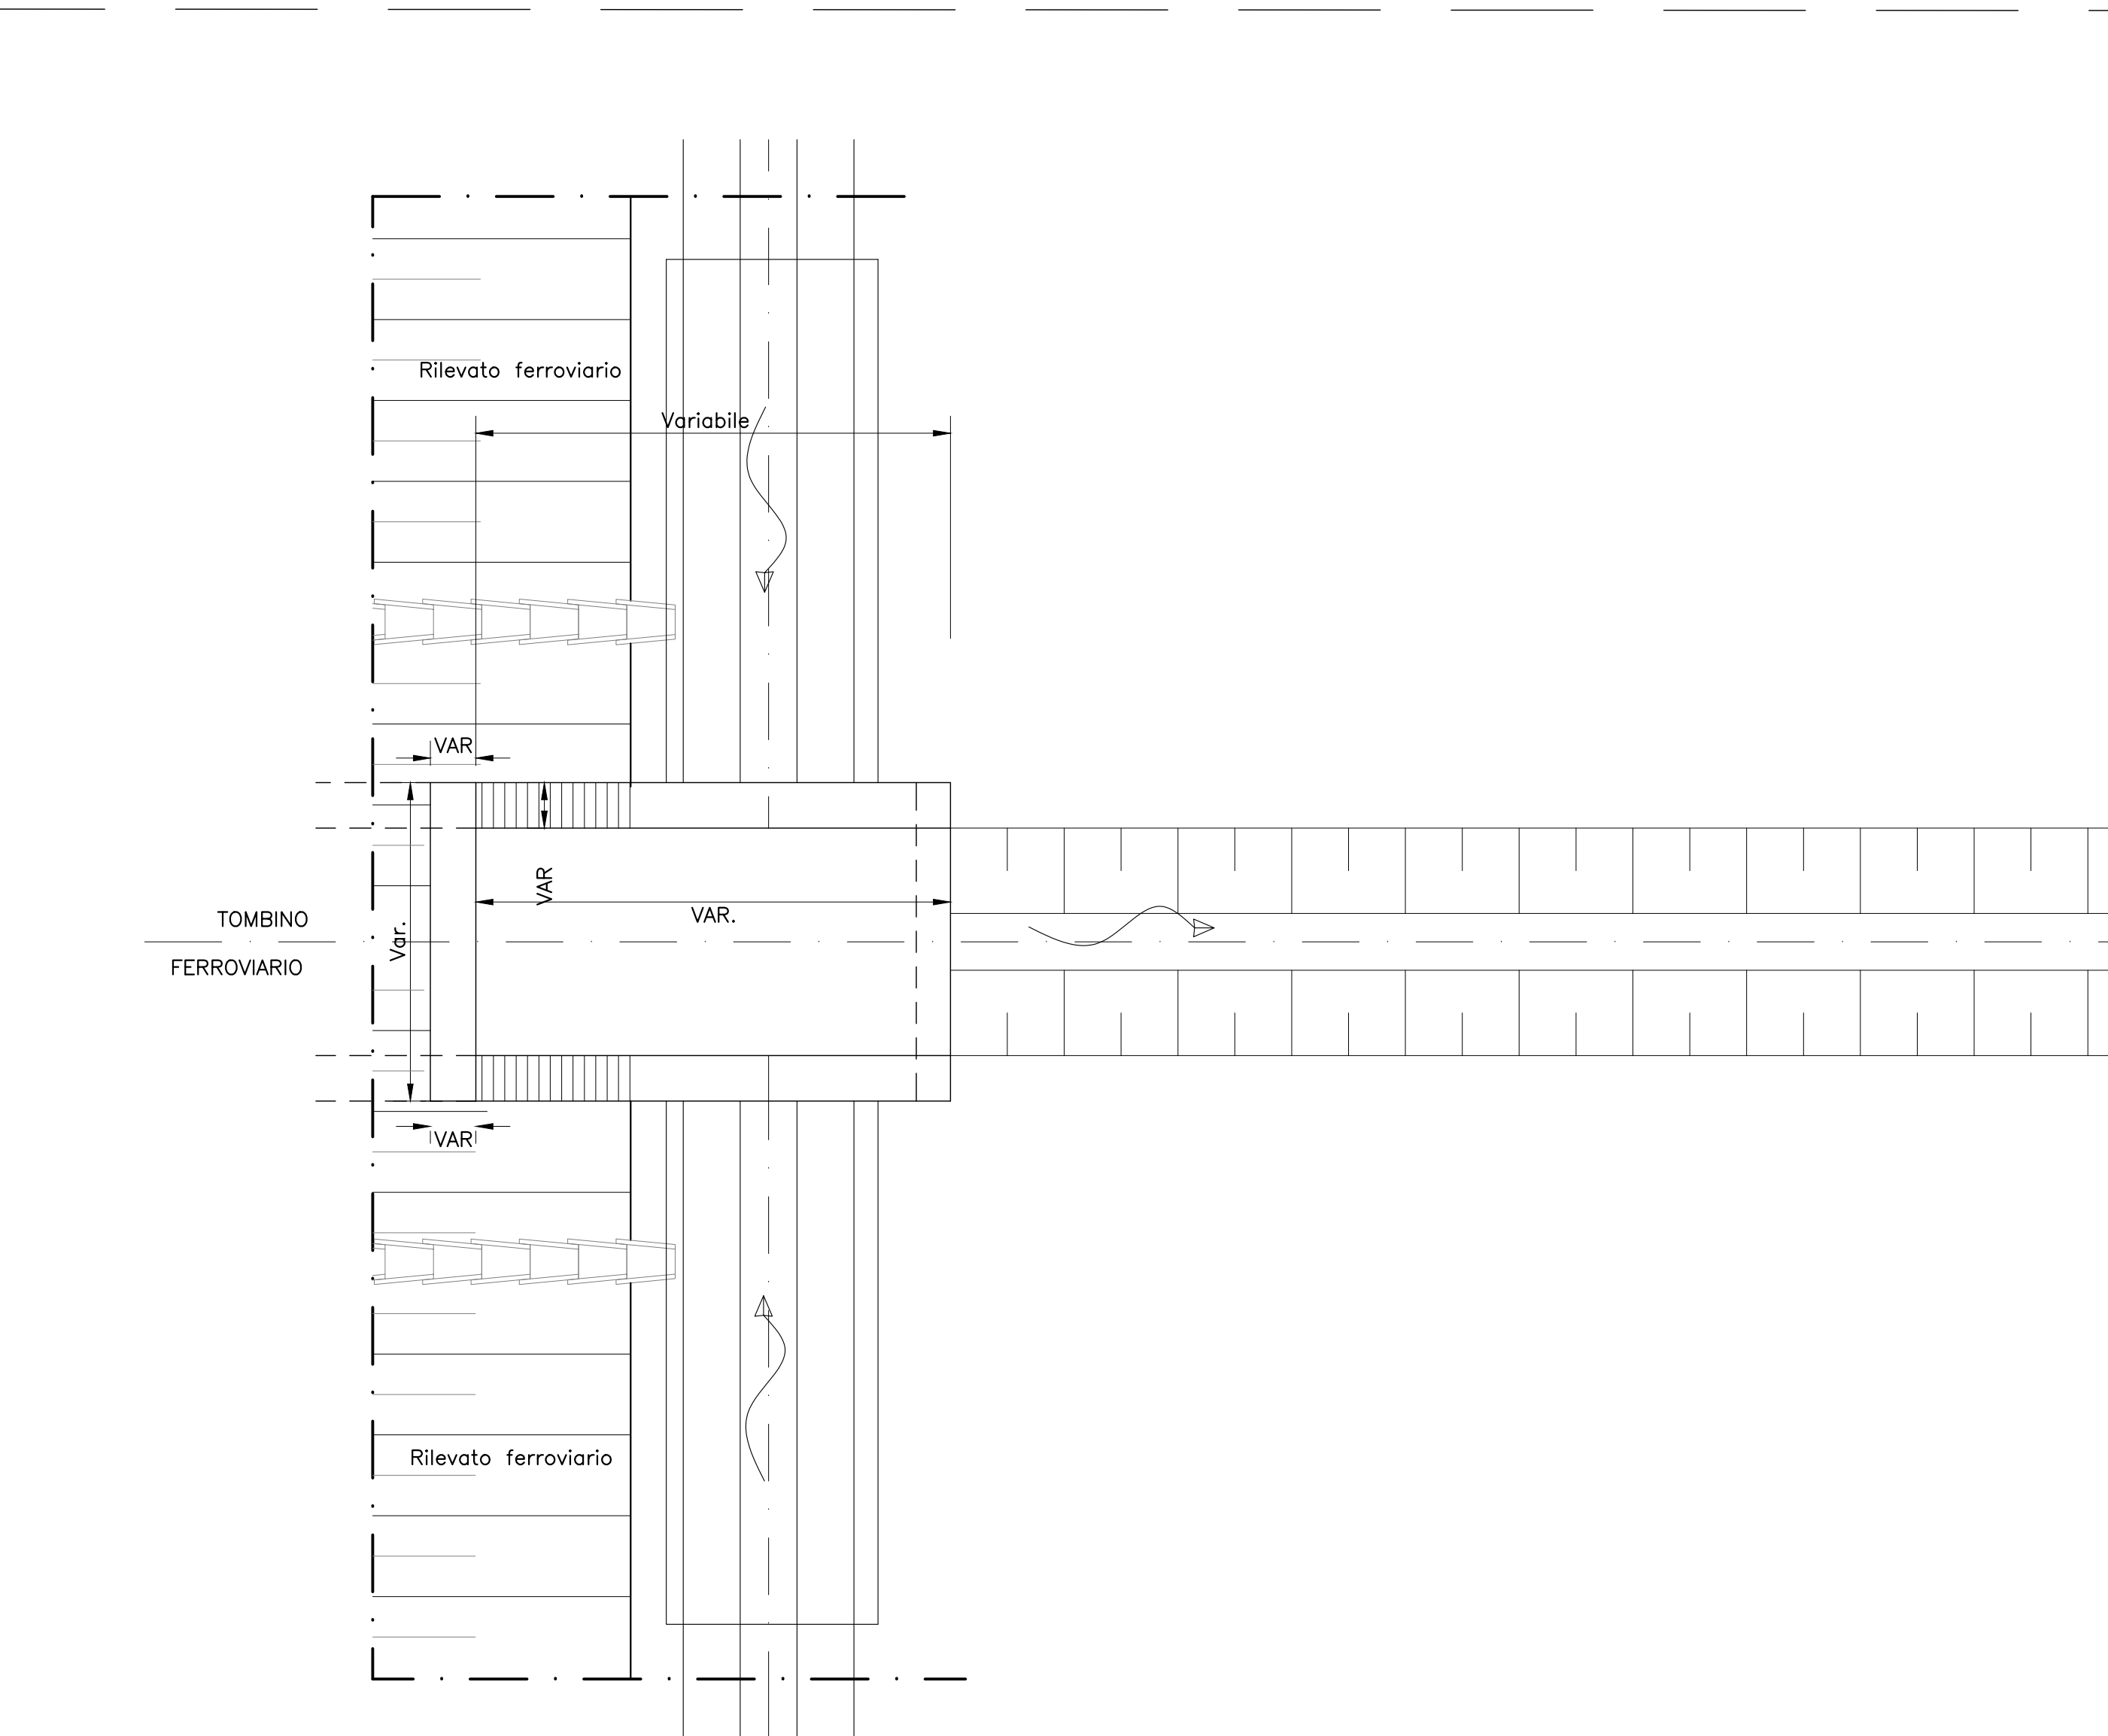 Rilevato ferroviario
Variabile
VAR
VAR
VAR.
TOMBINO
Var.
FERROVIARIO
VAR
Rilevato ferroviario